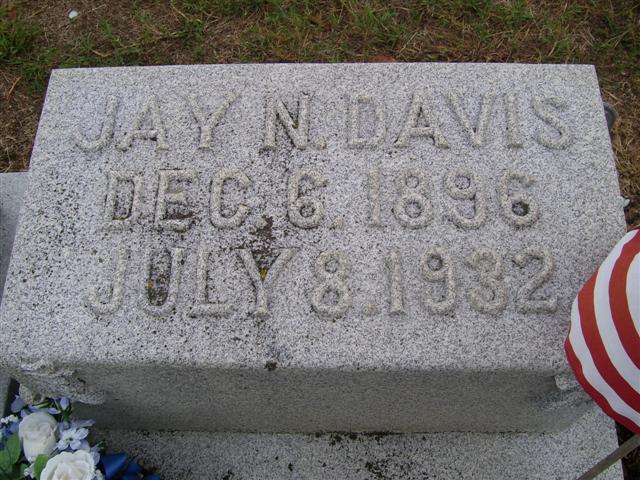 JAY N. DAVIS
DEC. 6. 1896
JULY 8. 1932